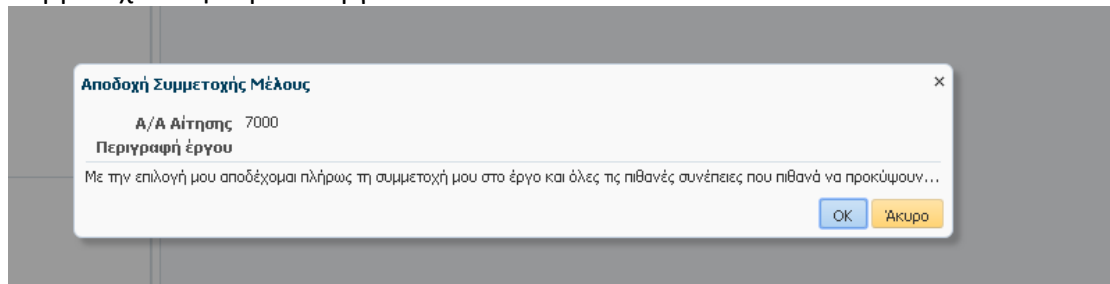 Αποδοχή Συμμετοχής Μέλους ×
Α/Α Αίτησης 7000
Περιγραφή έργου
Με την επιλογή μου αποδέχομαι πλήρως τη συμμετοχή μου στο έργο και όλες τις πιθανές συνέπειες που πιθανά να προκύψουν...
OK Άκυρο